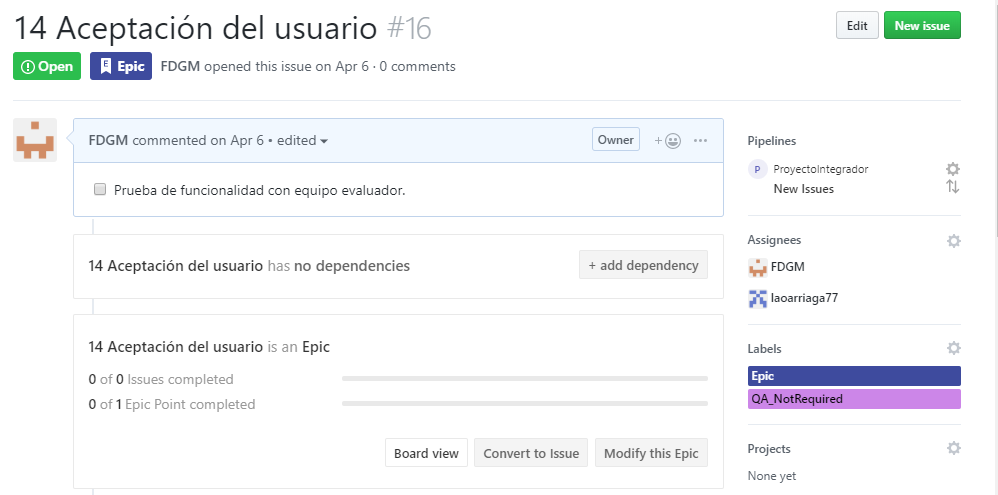 14 Aceptación del usuario #16
Edit
New issue
Open
Epic
FDGM opened this issue on Apr 6 · 0 comments
FDGM commented on Apr 6 • edited
Owner
Prueba de funcionalidad con equipo evaluador.
14 Aceptación del usuario has no dependencies
+ add dependency
14 Aceptación del usuario is an Epic
0 of 0 Issues completed
0 of 1 Epic Point completed
Board view
Convert to Issue
Modify this Epic
Pipelines
P
ProyectoIntegrador
New Issues
Assignees
FDGM
laoarriaga77
Labels
Epic
QA_NotRequired
Projects
None yet